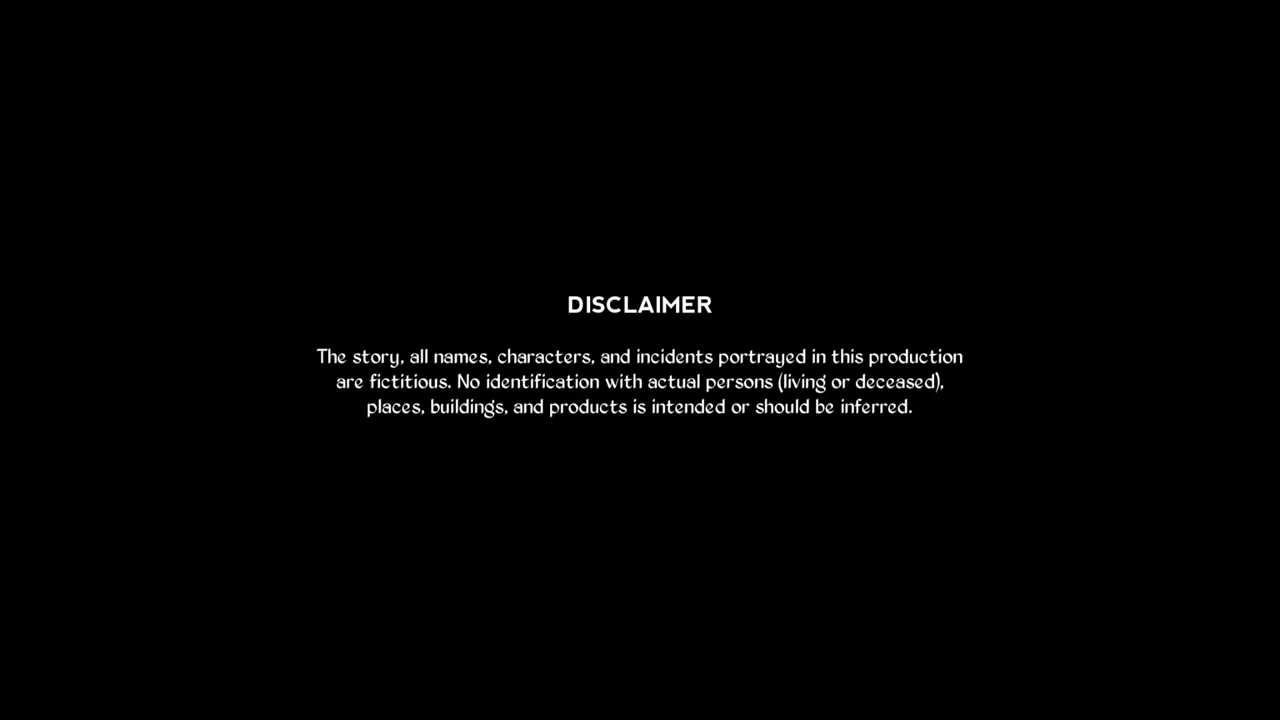 DISCLAIMER
The story, all names, characters, and incidents portrayed in this production
are fictitious. No identification with actual persons (living or deceased),
places, buildings, and products is intended or should be inferred.